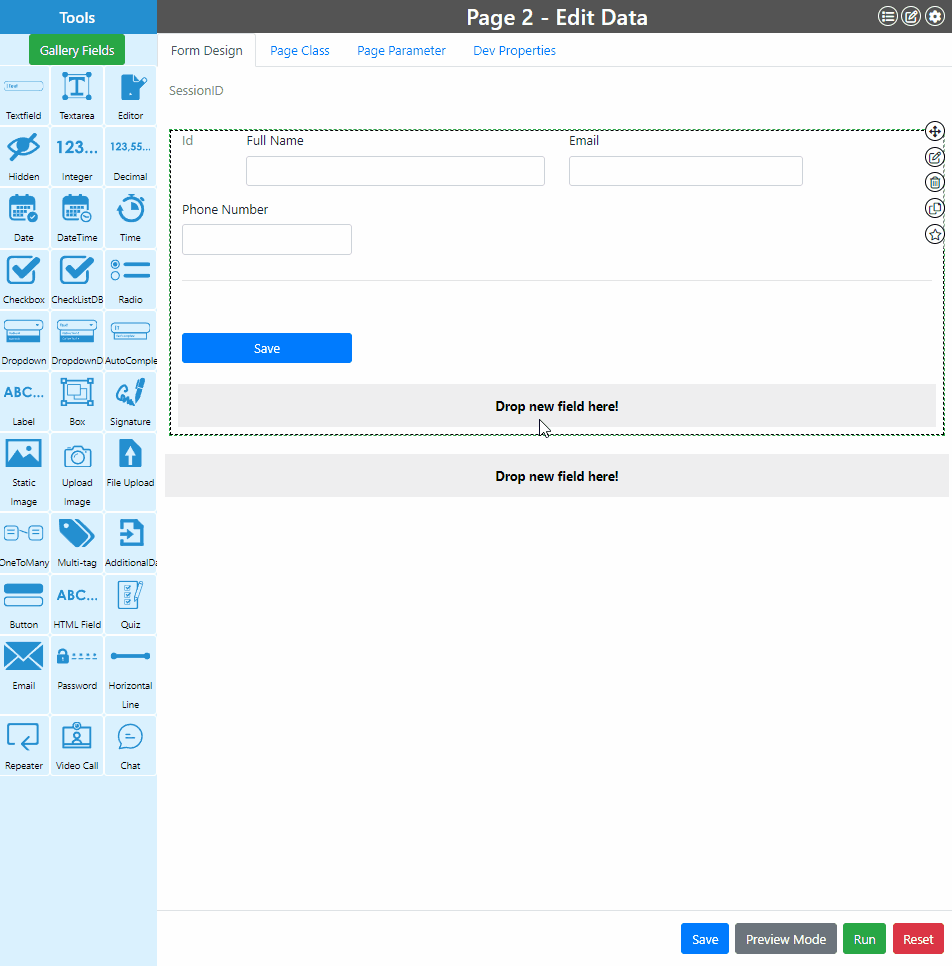 Tools
Page 2 - Edit Data
Gallery Fields
Form Design
Page Class
Page Parameter
Dev Properties
Textfield
Textarea
Editor
123...
123,55...
Hidden
Integer
Decimal
Date
DateTime
Time
Checkbox
CheckListDB
Radio
Dropdown
DropdownD
AutoComple
ABC...
Label
Box
Signature
Static Image
Upload Image
File Upload
OneToMany
Multi-tag
AdditionalDa
ABC...
Button
HTML Field
Quiz
Email
Password
Horizontal Line
Repeater
Video Call
Chat
SessionID
Id
Full Name
Email
Phone Number
Save
Drop new field here!
Drop new field here!
Save
Preview Mode
Run
Reset